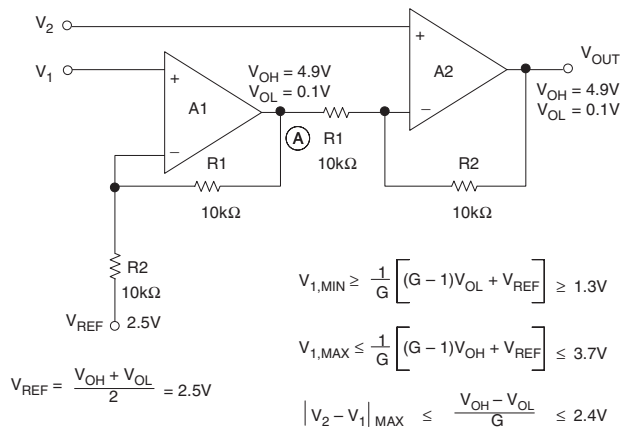 V2
V1
+
A1
−
VOH = 4.9V
VOL = 0.1V
A
R1
10kΩ
R1
10kΩ
+
A2
−
VOUT
VOH = 4.9V
VOL = 0.1V
R2
10kΩ
R2
10kΩ
VREF 2.5V
VREF = (VOH + VOL) / 2 = 2.5V
V1,MIN ≥ 1/G [(G – 1)VOL + VREF] ≥ 1.3V
V1,MAX ≤ 1/G [(G – 1)VOH + VREF] ≤ 3.7V
|V2 – V1|MAX ≤ (VOH – VOL) / G ≤ 2.4V